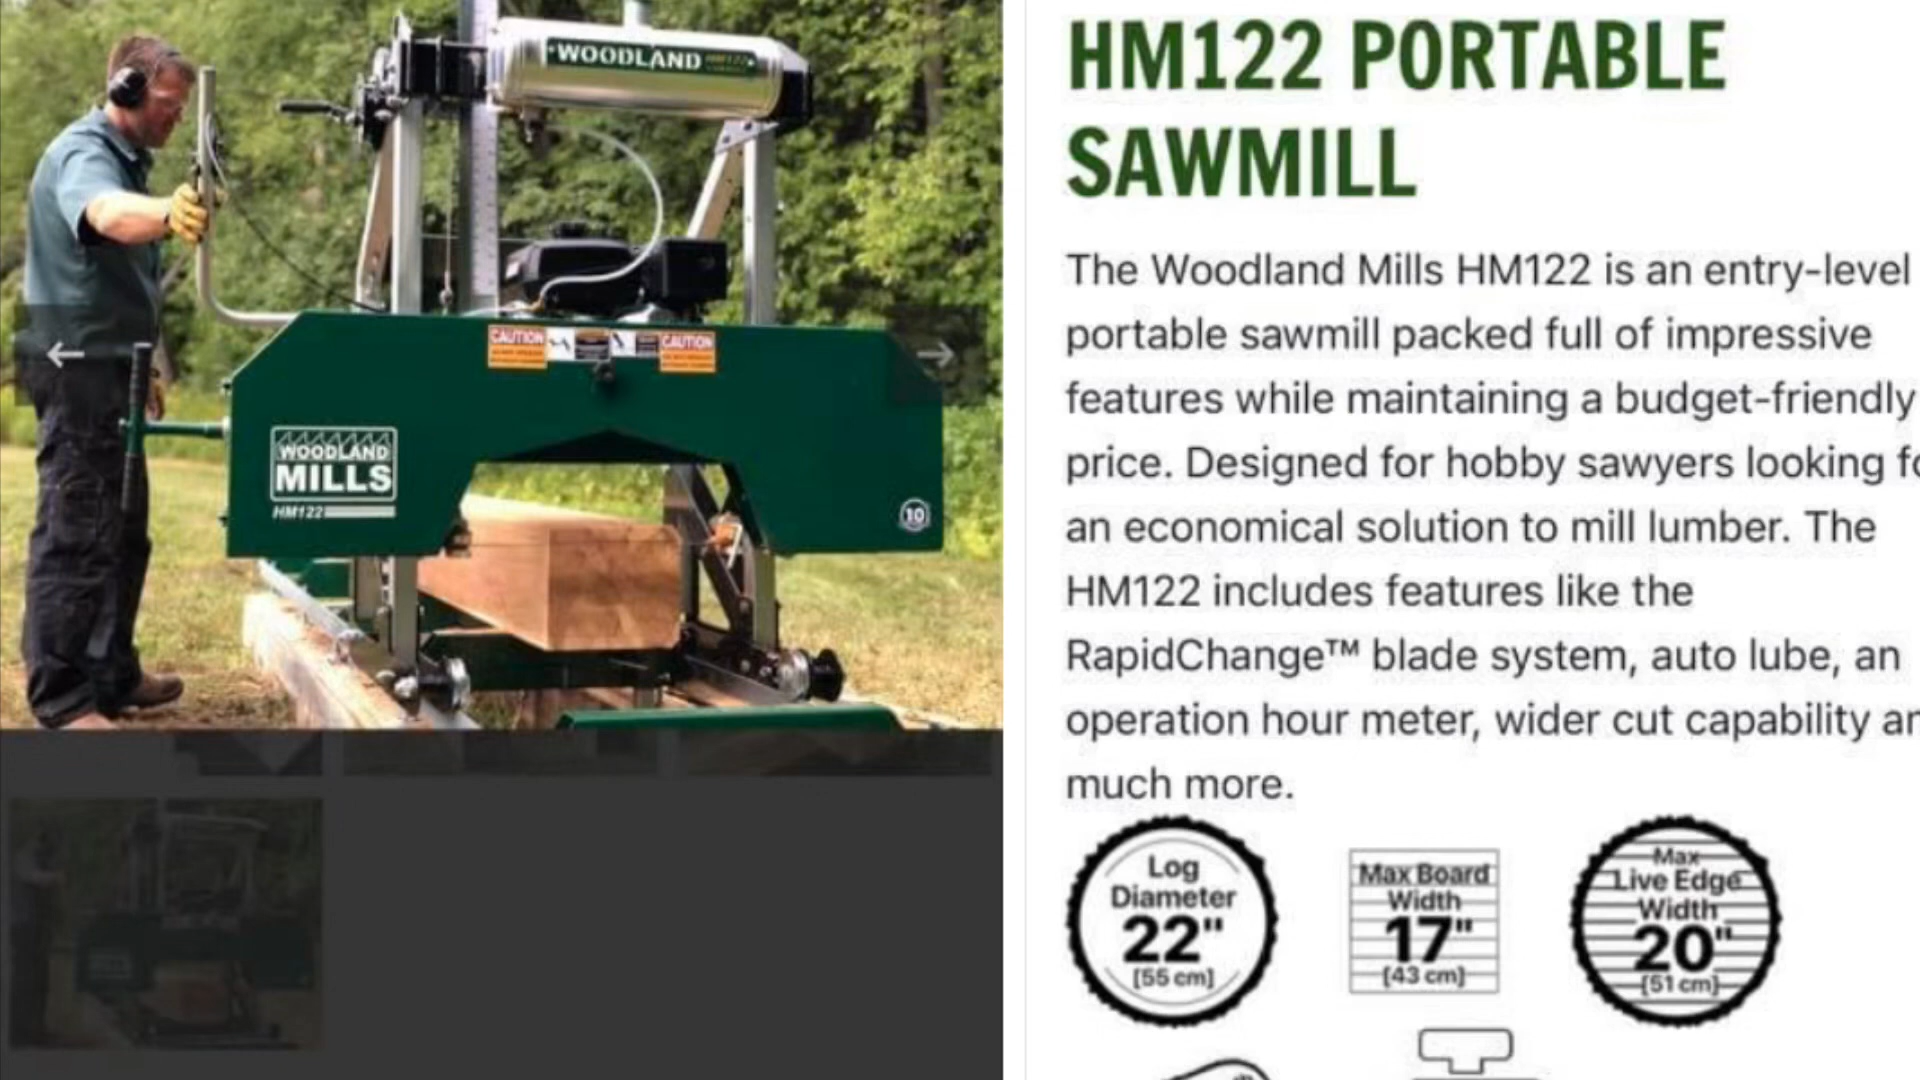 WOODLAND
CAUTION
CAUTION
WOODLAND
MILLS
HM122
10
HM122 PORTABLE
SAWMILL
The Woodland Mills HM122 is an entry-level
portable sawmill packed full of impressive
features while maintaining a budget-friendly
price. Designed for hobby sawyers looking fo
an economical solution to mill lumber. The
HM122 includes features like the
RapidChange™ blade system, auto lube, an
operation hour meter, wider cut capability an
much more.
Log
Diameter
22"
[55 cm]
Max Board
Width
17"
[43 cm]
Max
Live Edge
Width
20"
[51 cm]